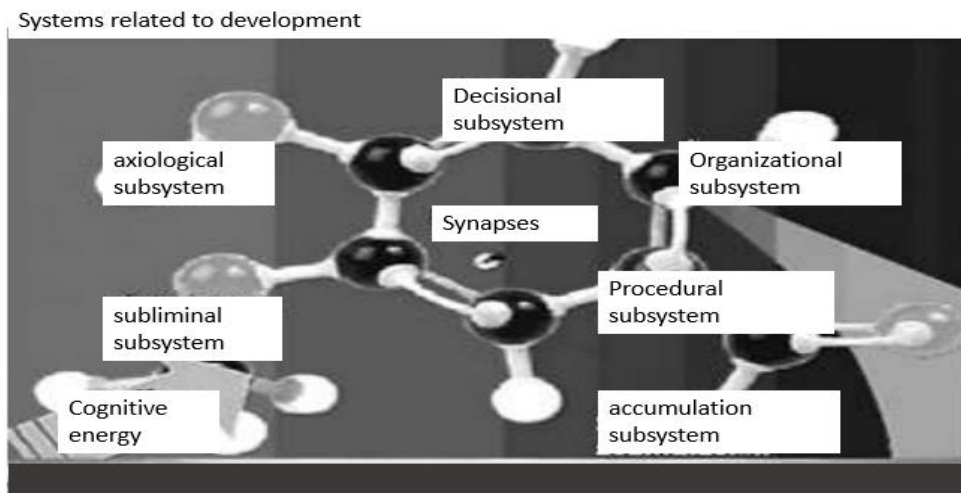 Systems related to development
Decisional
subsystem
axiological
subsystem
Organizational
subsystem
Synapses
Procedural
subsystem
subliminal
subsystem
Cognitive
energy
accumulation
subsystem